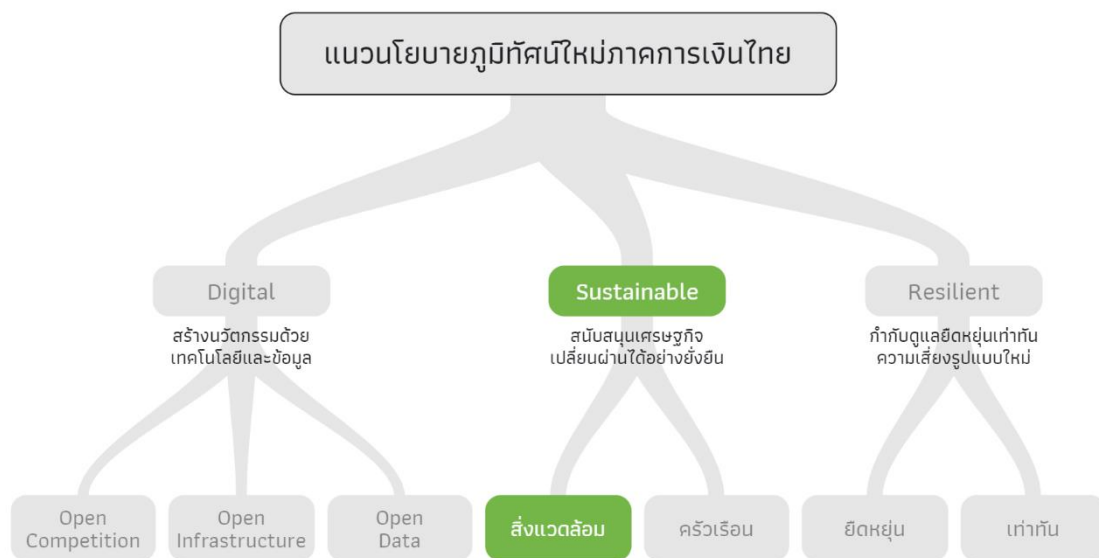 แนวนโยบายภูมิทัศน์ใหม่ภาคการเงินไทย
Digital
สร้างนวัตกรรมด้วย
เทคโนโลยีและข้อมูล
Sustainable
สนับสนุนเศรษฐกิจ
เปลี่ยนผ่านได้อย่างยั่งยืน
Resilient
กำกับดูแลยืดหยุ่นเท่าทัน
ความเสี่ยงรูปแบบใหม่
Open
Competition
Open
Infrastructure
Open
Data
สิ่งแวดล้อม
ครัวเรือน
ยืดหยุ่น
เท่าทัน